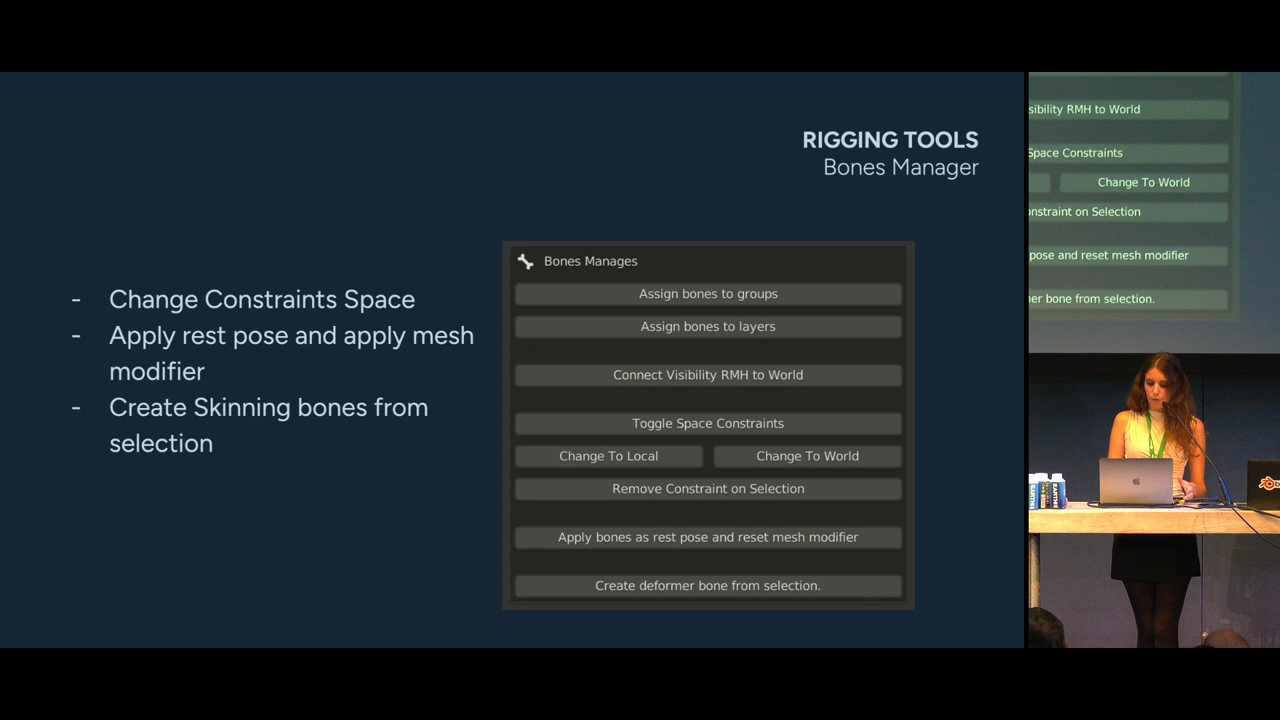 RIGGING TOOLS
Bones Manager
- Change Constraints Space
- Apply rest pose and apply mesh
modifier
- Create Skinning bones from
selection
Bones Manages
Assign bones to groups
Assign bones to layers
Connect Visibility RMH to World
Toggle Space Constraints
Change To Local
Change To World
Remove Constraint on Selection
Apply bones as rest pose and reset mesh modifier
Create deformer bone from selection.
sibility RMH to World
Space Constraints
Change To World
onstraint on Selection
pose and reset mesh modifier
er bone from selection.